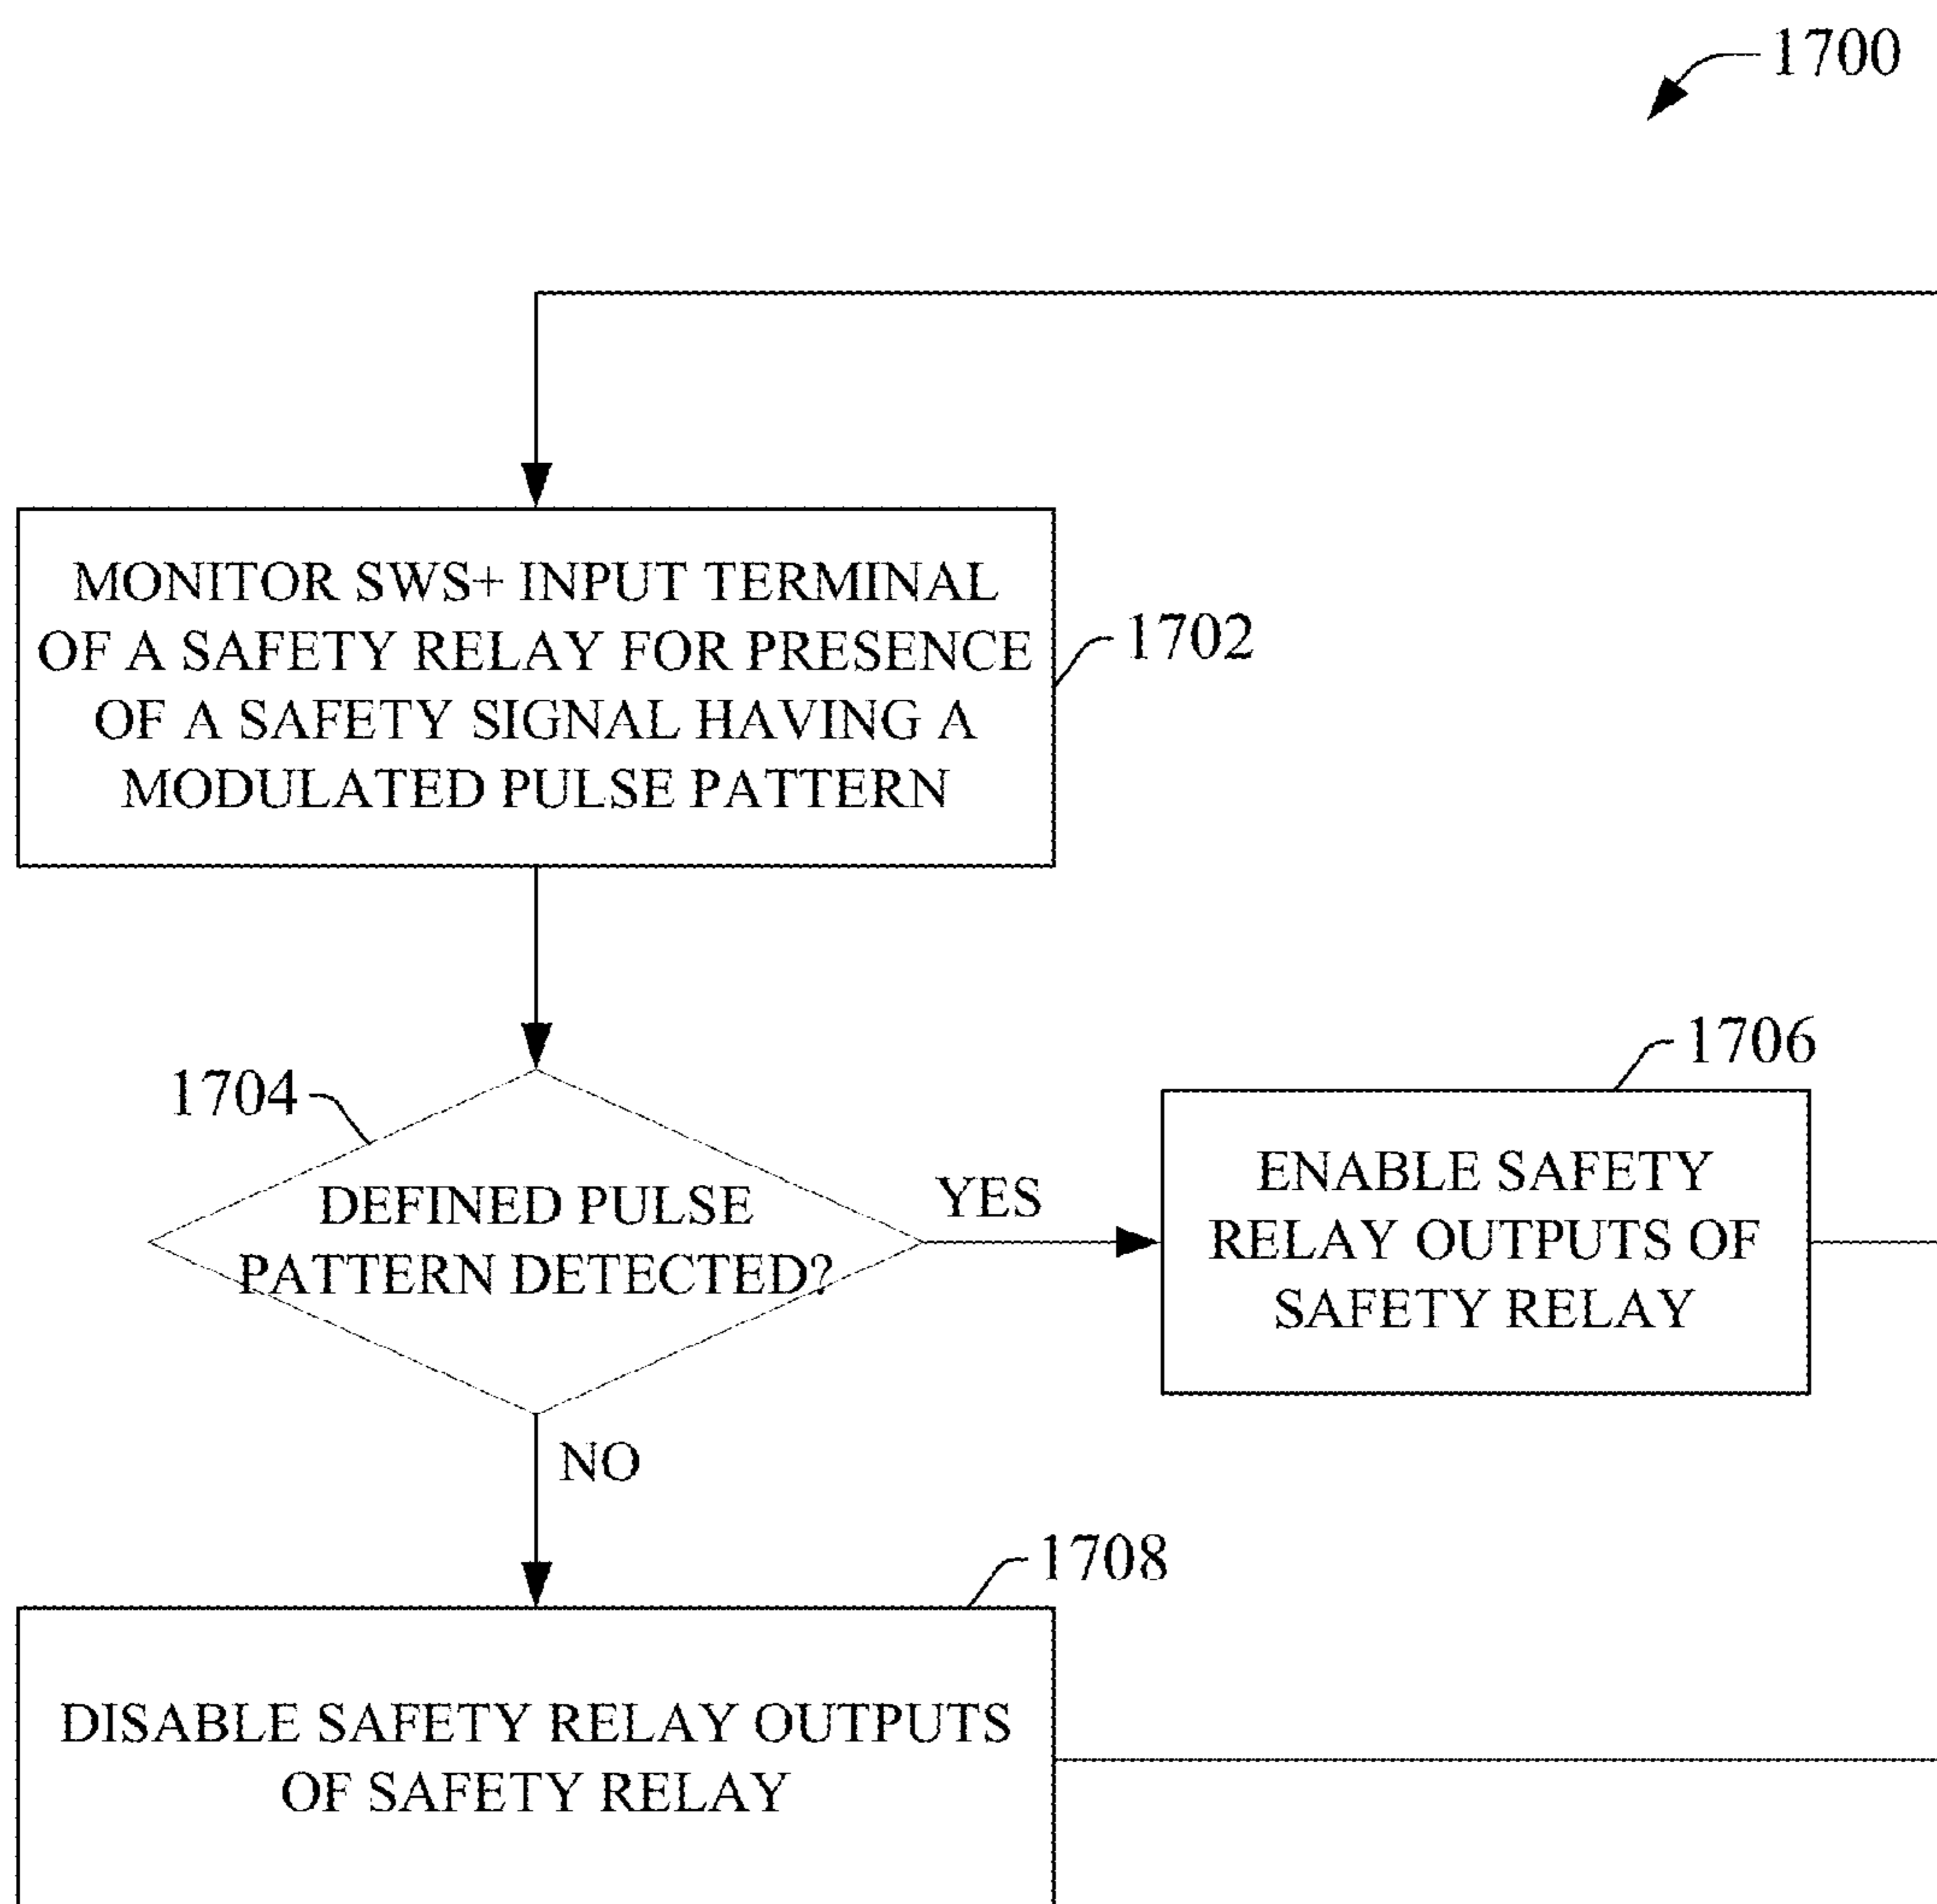 1700
MONITOR SWS+ INPUT TERMINAL
OF A SAFETY RELAY FOR PRESENCE
OF A SAFETY SIGNAL HAVING A
MODULATED PULSE PATTERN
1702
1704
DEFINED PULSE
PATTERN DETECTED?
YES
1706
ENABLE SAFETY
RELAY OUTPUTS OF
SAFETY RELAY
NO
1708
DISABLE SAFETY RELAY OUTPUTS
OF SAFETY RELAY